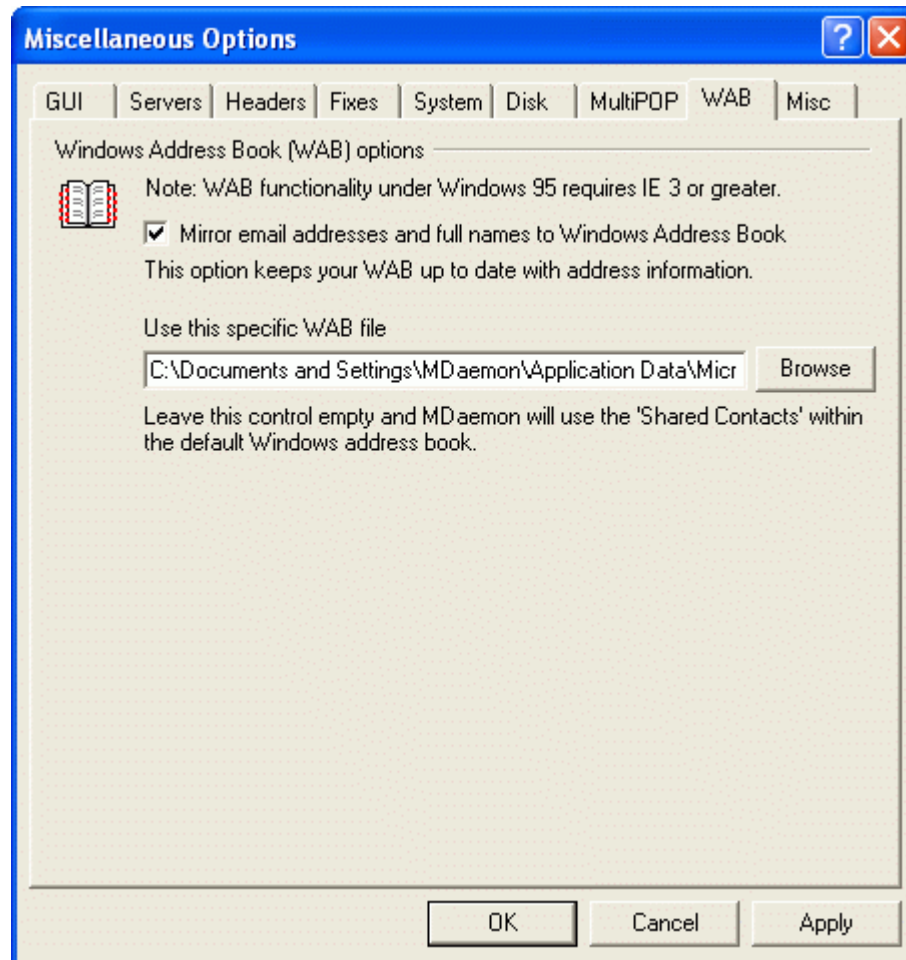 Miscellaneous Options
GUI Servers Headers Fixes System Disk MultiPOP WAB Misc
Windows Address Book (WAB) options
Note: WAB functionality under Windows 95 requires IE 3 or greater.
Mirror email addresses and full names to Windows Address Book
This option keeps your WAB up to date with address information.
Use this specific WAB file
C:\Documents and Settings\MDaemon\Application Data\Micr Browse
Leave this control empty and MDaemon will use the 'Shared Contacts' within
the default Windows address book.
OK Cancel Apply